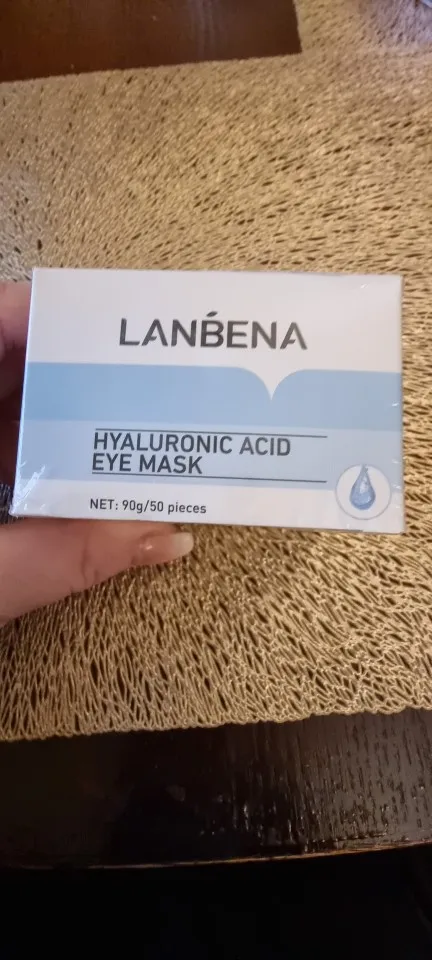 LANBENA
HYALURONIC ACID
EYE MASK
NET: 90g/50 pieces